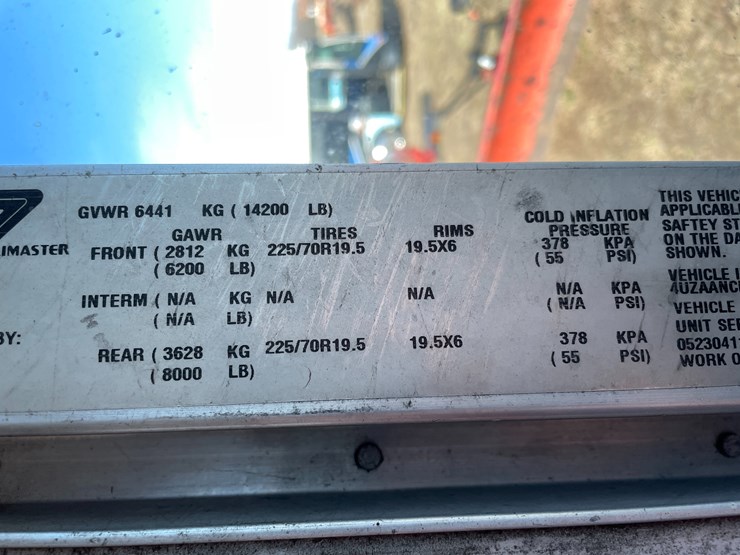 GVWR 6441 KG ( 14200 LB)
GAWR TIRES RIMS COLD INFLATION PRESSURE
FRONT ( 2812 KG 225/70R19.5 19.5X6 378 KPA
( 6200 LB) ( 55 PSI)
INTERM ( N/A KG N/A N/A N/A KPA
( N/A LB) ( N/A PSI)
REAR ( 3628 KG 225/70R19.5 19.5X6 378 KPA
( 8000 LB) ( 55 PSI)
IMASTER
BY:
THIS VEHIC
APPLICABL
SAFTEY ST
ON THE DA
SHOWN.
VEHICLE I
4UZAANC
VEHICLE
UNIT SE
0523041
WORK O